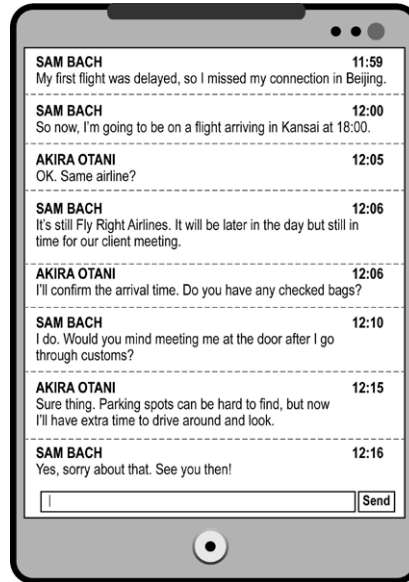 SAM BACH 11:59
My first flight was delayed, so I missed my connection in Beijing.
SAM BACH 12:00
So now, I'm going to be on a flight arriving in Kansai at 18:00.
AKIRA OTANI 12:05
OK. Same airline?
SAM BACH 12:06
It's still Fly Right Airlines. It will be later in the day but still in
time for our client meeting.
AKIRA OTANI 12:06
I'll confirm the arrival time. Do you have any checked bags?
SAM BACH 12:10
I do. Would you mind meeting me at the door after I go
through customs?
AKIRA OTANI 12:15
Sure thing. Parking spots can be hard to find, but now
I'll have extra time to drive around and look.
SAM BACH 12:16
Yes, sorry about that. See you then!
Send